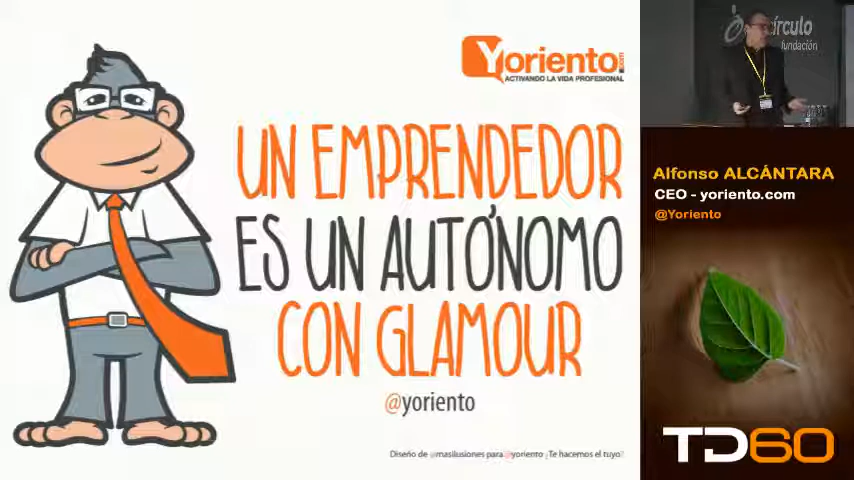 Yoriento.com
ACTIVANDO LA VIDA PROFESIONAL
UN EMPRENDEDOR
ES UN AUTÓNOMO
CON GLAMOUR
@yoriento
Diseño de @masilusiones para @yoriento ¿Te hacemos el tuyo?
círculo
fundación
Alfonso ALCÁNTARA
CEO - yoriento.com
@Yoriento
TD60